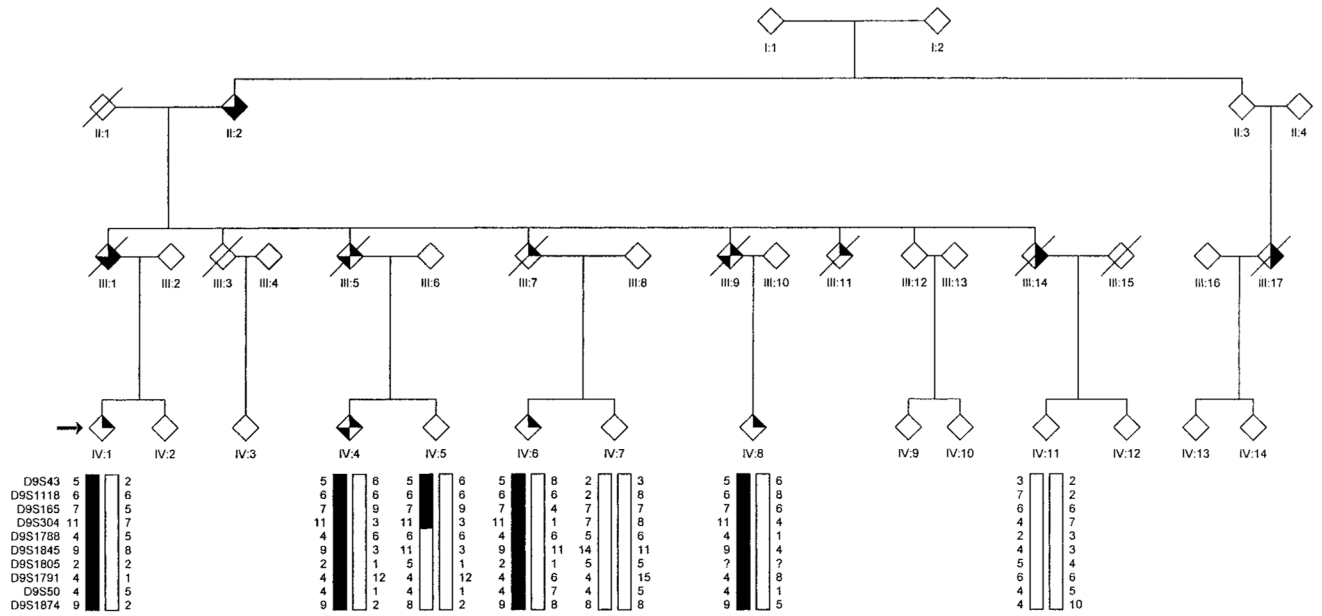 I:1 I:2
II:1 II:2 II:3 II:4
III:1 III:2 III:3 III:4 III:5 III:6 III:7 III:8 III:9 III:10 III:11 III:12 III:13 III:14 III:15 III:16 III:17
IV:1 IV:2 IV:3 IV:4 IV:5 IV:6 IV:7 IV:8 IV:9 IV:10 IV:11 IV:12 IV:13 IV:14
D9S43 5 2 5 6 5 6 5 8 2 3 5 6 3 2
D9S1118 6 6 6 6 6 6 6 6 2 8 6 8 7 2
D9S165 7 5 7 9 7 9 7 4 7 7 7 6 6 6
D9S304 11 7 11 3 11 3 11 1 7 8 11 4 4 7
D9S1788 4 5 4 6 4 6 4 6 5 6 4 1 2 3
D9S1845 9 8 9 3 11 3 9 11 14 11 9 4 4 3
D9S1805 2 2 2 1 5 1 2 1 5 5 ? ? 5 4
D9S1791 4 1 4 12 4 12 4 6 4 15 4 8 6 6
D9S50 4 5 4 1 4 1 4 7 4 5 4 1 4 5
D9S1874 9 2 9 2 8 2 9 8 8 8 9 5 4 10